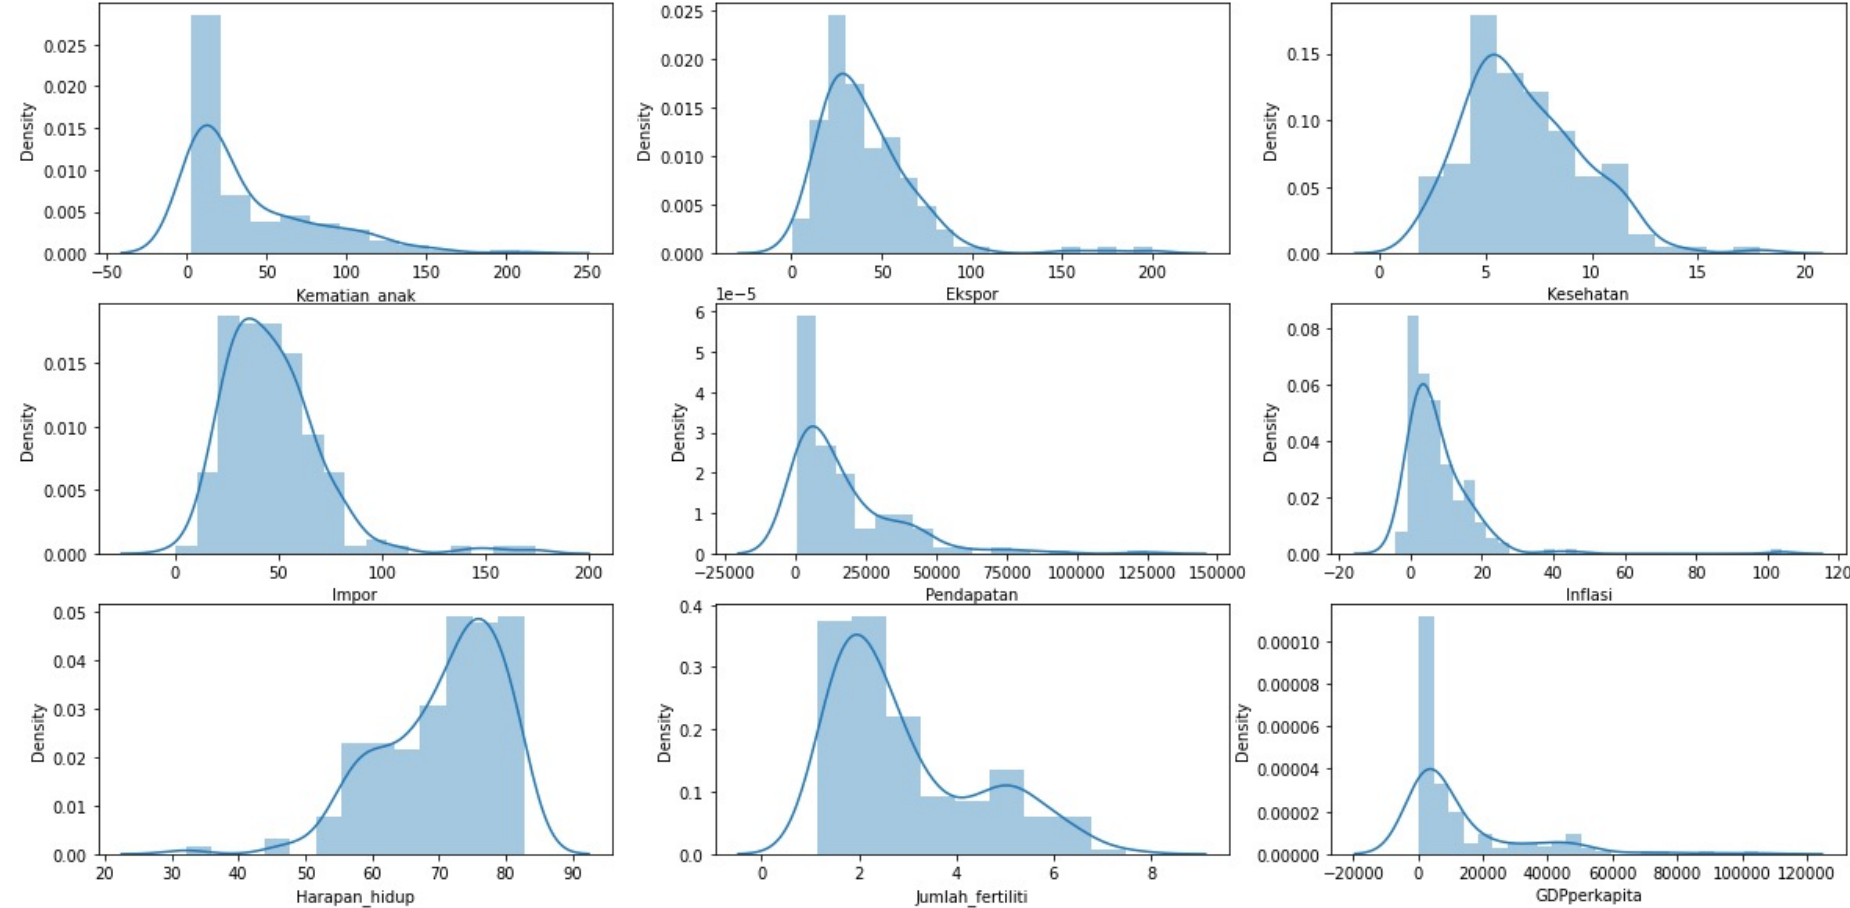 0.025
0.020
0.015
0.010
0.005
0.000
Density
−50 0 50 100 150 200 250
Kematian_anak
0.025
0.020
0.015
0.010
0.005
0.000
Density
0 50 100 150 200
Ekspor
0.15
0.10
0.05
0.00
Density
0 5 10 15 20
Kesehatan
0.015
0.010
0.005
0.000
Density
0 50 100 150 200
Impor
1e−5
6
5
4
3
2
1
0
Density
−25000 0 25000 50000 75000 100000 125000 150000
Pendapatan
0.08
0.06
0.04
0.02
0.00
Density
−20 0 20 40 60 80 100 120
Inflasi
0.05
0.04
0.03
0.02
0.01
0.00
Density
20 30 40 50 60 70 80 90
Harapan_hidup
0.4
0.3
0.2
0.1
0.0
Density
0 2 4 6 8
Jumlah_fertiliti
0.00010
0.00008
0.00006
0.00004
0.00002
0.00000
Density
−20000 0 20000 40000 60000 80000 100000 120000
GDPperkapita